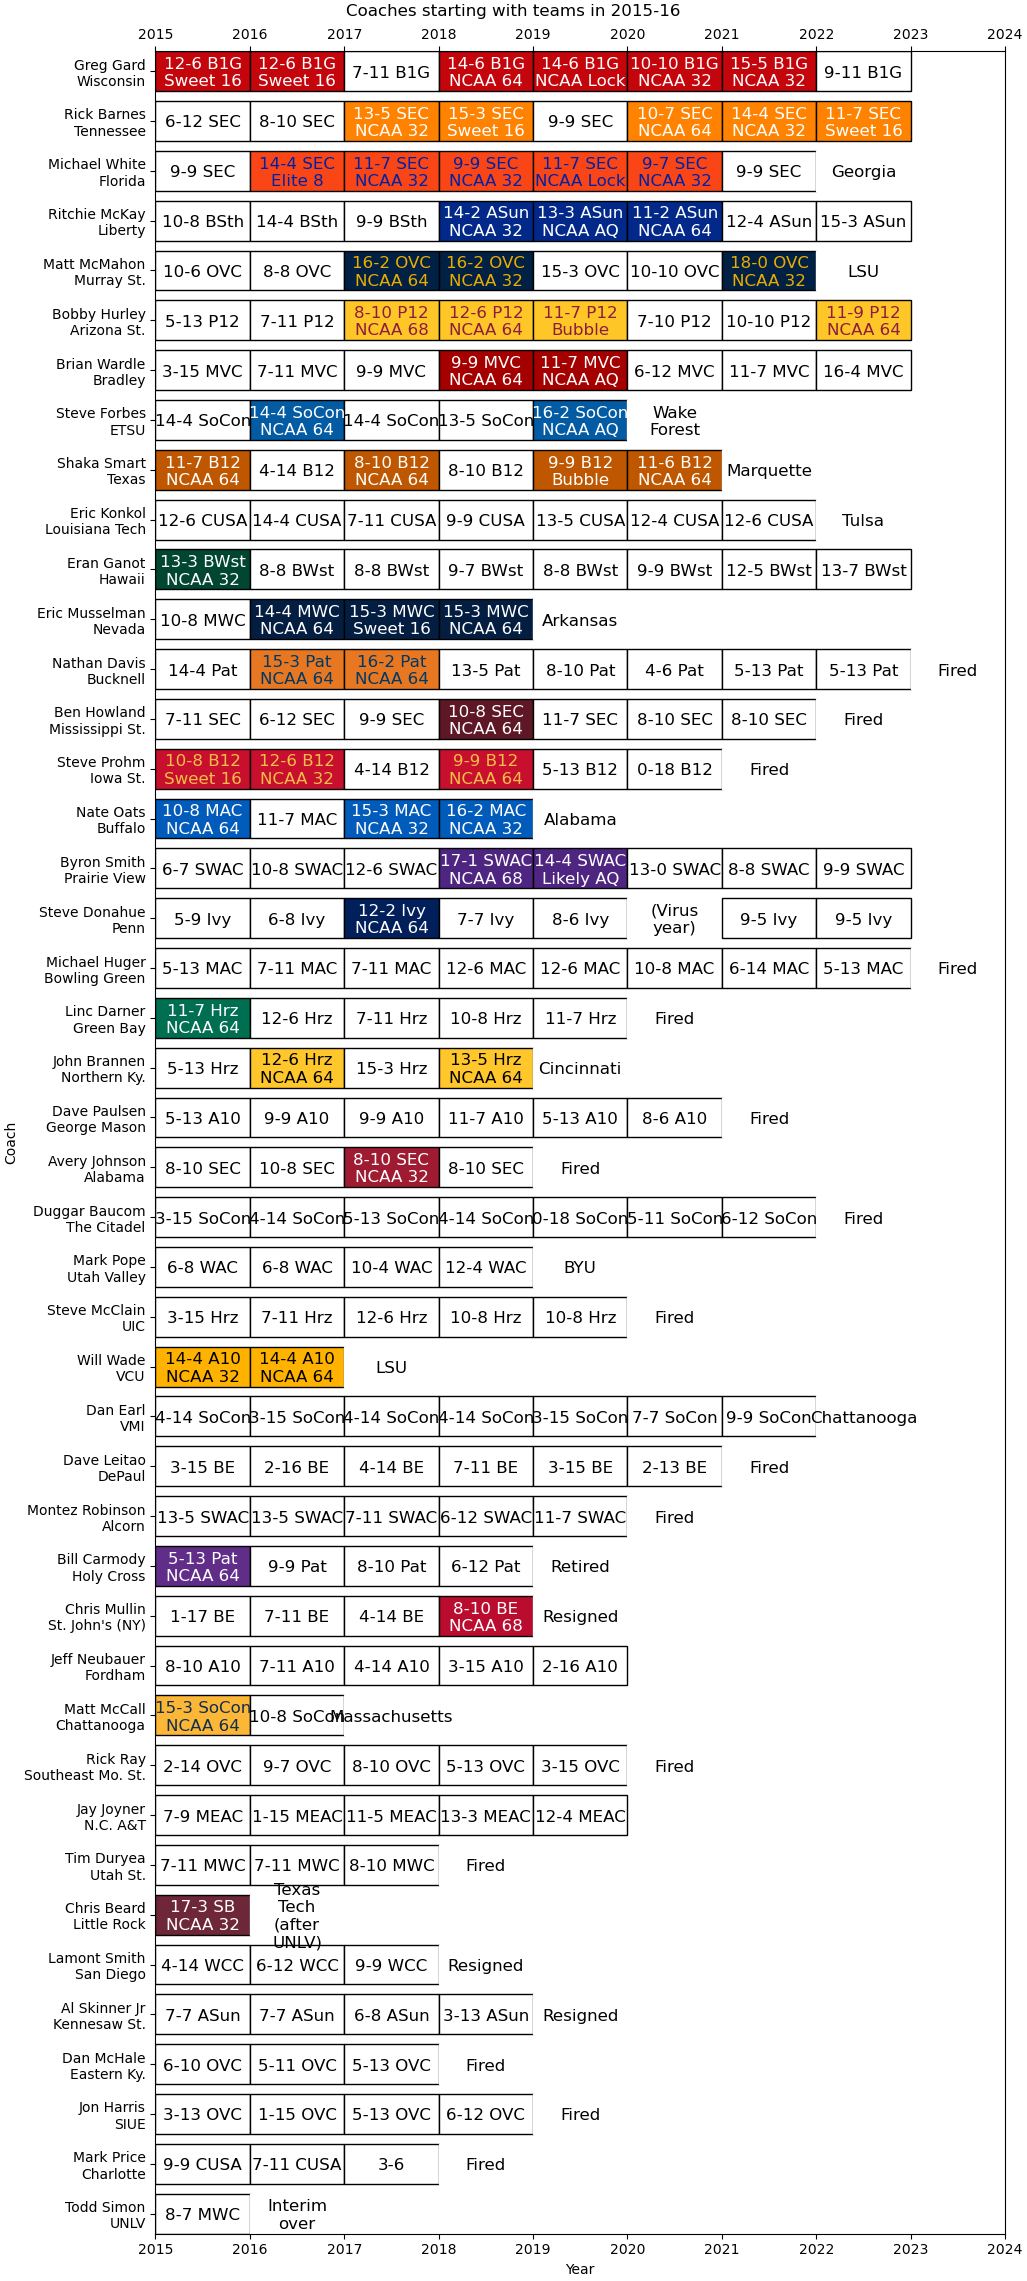 Coaches starting with teams in 2015-16
2015 2016 2017 2018 2019 2020 2021 2022 2023 2024
Greg Gard
Wisconsin
12-6 B1G
Sweet 16
12-6 B1G
Sweet 16
7-11 B1G
14-6 B1G
NCAA 64
14-6 B1G
NCAA Lock
10-10 B1G
NCAA 32
15-5 B1G
NCAA 32
9-11 B1G
Rick Barnes
Tennessee
6-12 SEC
8-10 SEC
13-5 SEC
NCAA 32
15-3 SEC
Sweet 16
9-9 SEC
10-7 SEC
NCAA 64
14-4 SEC
NCAA 32
11-7 SEC
Sweet 16
Michael White
Florida
9-9 SEC
14-4 SEC
Elite 8
11-7 SEC
NCAA 32
9-9 SEC
NCAA 32
11-7 SEC
NCAA Lock
9-7 SEC
NCAA 32
9-9 SEC
Georgia
Ritchie McKay
Liberty
10-8 BSth
14-4 BSth
9-9 BSth
14-2 ASun
NCAA 32
13-3 ASun
NCAA AQ
11-2 ASun
NCAA 64
12-4 ASun
15-3 ASun
Matt McMahon
Murray St.
10-6 OVC
8-8 OVC
16-2 OVC
NCAA 64
16-2 OVC
NCAA 32
15-3 OVC
10-10 OVC
18-0 OVC
NCAA 32
LSU
Bobby Hurley
Arizona St.
5-13 P12
7-11 P12
8-10 P12
NCAA 68
12-6 P12
NCAA 64
11-7 P12
Bubble
7-10 P12
10-10 P12
11-9 P12
NCAA 64
Brian Wardle
Bradley
3-15 MVC
7-11 MVC
9-9 MVC
9-9 MVC
NCAA 64
11-7 MVC
NCAA AQ
6-12 MVC
11-7 MVC
16-4 MVC
Steve Forbes
ETSU
14-4 SoCon
14-4 SoCon
NCAA 64
14-4 SoCon
13-5 SoCon
16-2 SoCon
NCAA AQ
Wake
Forest
Shaka Smart
Texas
11-7 B12
NCAA 64
4-14 B12
8-10 B12
NCAA 64
8-10 B12
9-9 B12
Bubble
11-6 B12
NCAA 64
Marquette
Eric Konkol
Louisiana Tech
12-6 CUSA
14-4 CUSA
7-11 CUSA
9-9 CUSA
13-5 CUSA
12-4 CUSA
12-6 CUSA
Tulsa
Eran Ganot
Hawaii
13-3 BWst
NCAA 32
8-8 BWst
8-8 BWst
9-7 BWst
8-8 BWst
9-9 BWst
12-5 BWst
13-7 BWst
Eric Musselman
Nevada
10-8 MWC
14-4 MWC
NCAA 64
15-3 MWC
Sweet 16
15-3 MWC
NCAA 64
Arkansas
Nathan Davis
Bucknell
14-4 Pat
15-3 Pat
NCAA 64
16-2 Pat
NCAA 64
13-5 Pat
8-10 Pat
4-6 Pat
5-13 Pat
5-13 Pat
Fired
Ben Howland
Mississippi St.
7-11 SEC
6-12 SEC
9-9 SEC
10-8 SEC
NCAA 64
11-7 SEC
8-10 SEC
8-10 SEC
Fired
Steve Prohm
Iowa St.
10-8 B12
Sweet 16
12-6 B12
NCAA 32
4-14 B12
9-9 B12
NCAA 64
5-13 B12
0-18 B12
Fired
Nate Oats
Buffalo
10-8 MAC
NCAA 64
11-7 MAC
15-3 MAC
NCAA 32
16-2 MAC
NCAA 32
Alabama
Byron Smith
Prairie View
6-7 SWAC
10-8 SWAC
12-6 SWAC
17-1 SWAC
NCAA 68
14-4 SWAC
Likely AQ
13-0 SWAC
8-8 SWAC
9-9 SWAC
Steve Donahue
Penn
5-9 Ivy
6-8 Ivy
12-2 Ivy
NCAA 64
7-7 Ivy
8-6 Ivy
(Virus
year)
9-5 Ivy
9-5 Ivy
Michael Huger
Bowling Green
5-13 MAC
7-11 MAC
7-11 MAC
12-6 MAC
12-6 MAC
10-8 MAC
6-14 MAC
5-13 MAC
Fired
Linc Darner
Green Bay
11-7 Hrz
NCAA 64
12-6 Hrz
7-11 Hrz
10-8 Hrz
11-7 Hrz
Fired
John Brannen
Northern Ky.
5-13 Hrz
12-6 Hrz
NCAA 64
15-3 Hrz
13-5 Hrz
NCAA 64
Cincinnati
Dave Paulsen
George Mason
5-13 A10
9-9 A10
9-9 A10
11-7 A10
5-13 A10
8-6 A10
Fired
Coach
Avery Johnson
Alabama
8-10 SEC
10-8 SEC
8-10 SEC
NCAA 32
8-10 SEC
Fired
Duggar Baucom
The Citadel
3-15 SoCon
4-14 SoCon
5-13 SoCon
4-14 SoCon
0-18 SoCon
5-11 SoCon
6-12 SoCon
Fired
Mark Pope
Utah Valley
6-8 WAC
6-8 WAC
10-4 WAC
12-4 WAC
BYU
Steve McClain
UIC
3-15 Hrz
7-11 Hrz
12-6 Hrz
10-8 Hrz
10-8 Hrz
Fired
Will Wade
VCU
14-4 A10
NCAA 32
14-4 A10
NCAA 64
LSU
Dan Earl
VMI
4-14 SoCon
3-15 SoCon
4-14 SoCon
4-14 SoCon
3-15 SoCon
7-7 SoCon
9-9 SoCon
Chattanooga
Dave Leitao
DePaul
3-15 BE
2-16 BE
4-14 BE
7-11 BE
3-15 BE
2-13 BE
Fired
Montez Robinson
Alcorn
13-5 SWAC
13-5 SWAC
7-11 SWAC
6-12 SWAC
11-7 SWAC
Fired
Bill Carmody
Holy Cross
5-13 Pat
NCAA 64
9-9 Pat
8-10 Pat
6-12 Pat
Retired
Chris Mullin
St. John's (NY)
1-17 BE
7-11 BE
4-14 BE
8-10 BE
NCAA 68
Resigned
Jeff Neubauer
Fordham
8-10 A10
7-11 A10
4-14 A10
3-15 A10
2-16 A10
Matt McCall
Chattanooga
15-3 SoCon
NCAA 64
10-8 SoCon
Massachusetts
Rick Ray
Southeast Mo. St.
2-14 OVC
9-7 OVC
8-10 OVC
5-13 OVC
3-15 OVC
Fired
Jay Joyner
N.C. A&T
7-9 MEAC
1-15 MEAC
11-5 MEAC
13-3 MEAC
12-4 MEAC
Tim Duryea
Utah St.
7-11 MWC
7-11 MWC
8-10 MWC
Fired
Chris Beard
Little Rock
17-3 SB
NCAA 32
Texas
Tech
(after
UNLV)
Lamont Smith
San Diego
4-14 WCC
6-12 WCC
9-9 WCC
Resigned
Al Skinner Jr
Kennesaw St.
7-7 ASun
7-7 ASun
6-8 ASun
3-13 ASun
Resigned
Dan McHale
Eastern Ky.
6-10 OVC
5-11 OVC
5-13 OVC
Fired
Jon Harris
SIUE
3-13 OVC
1-15 OVC
5-13 OVC
6-12 OVC
Fired
Mark Price
Charlotte
9-9 CUSA
7-11 CUSA
3-6
Fired
Todd Simon
UNLV
8-7 MWC
Interim
over
2015 2016 2017 2018 2019 2020 2021 2022 2023 2024
Year